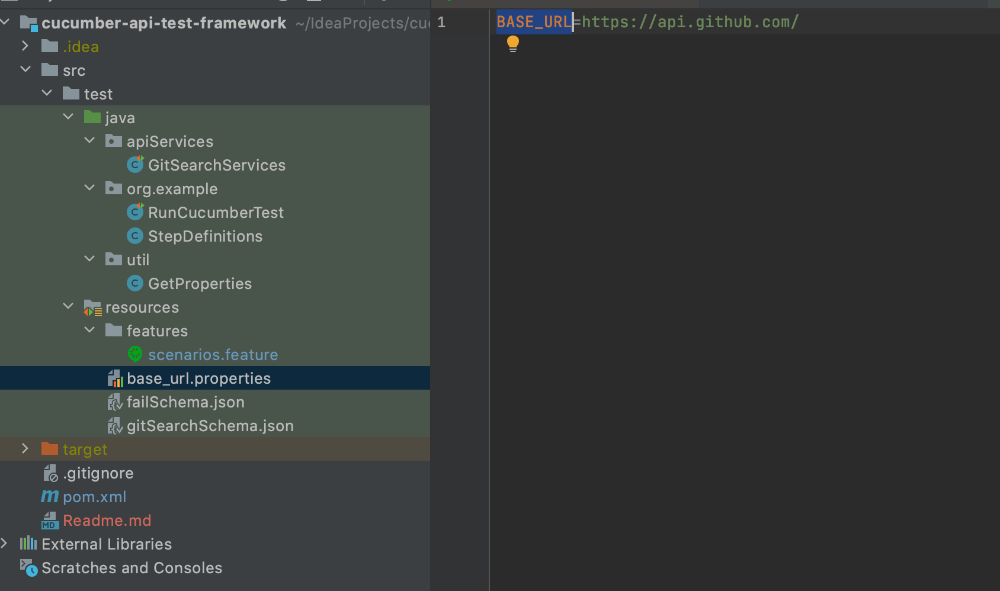 cucumber-api-test-framework ~/IdeaProjects/cu
.idea
src
test
java
apiServices
GitSearchServices
org.example
RunCucumberTest
StepDefinitions
util
GetProperties
resources
features
scenarios.feature
base_url.properties
failSchema.json
gitSearchSchema.json
target
.gitignore
pom.xml
Readme.md
External Libraries
Scratches and Consoles
1 BASE_URL=https://api.github.com/